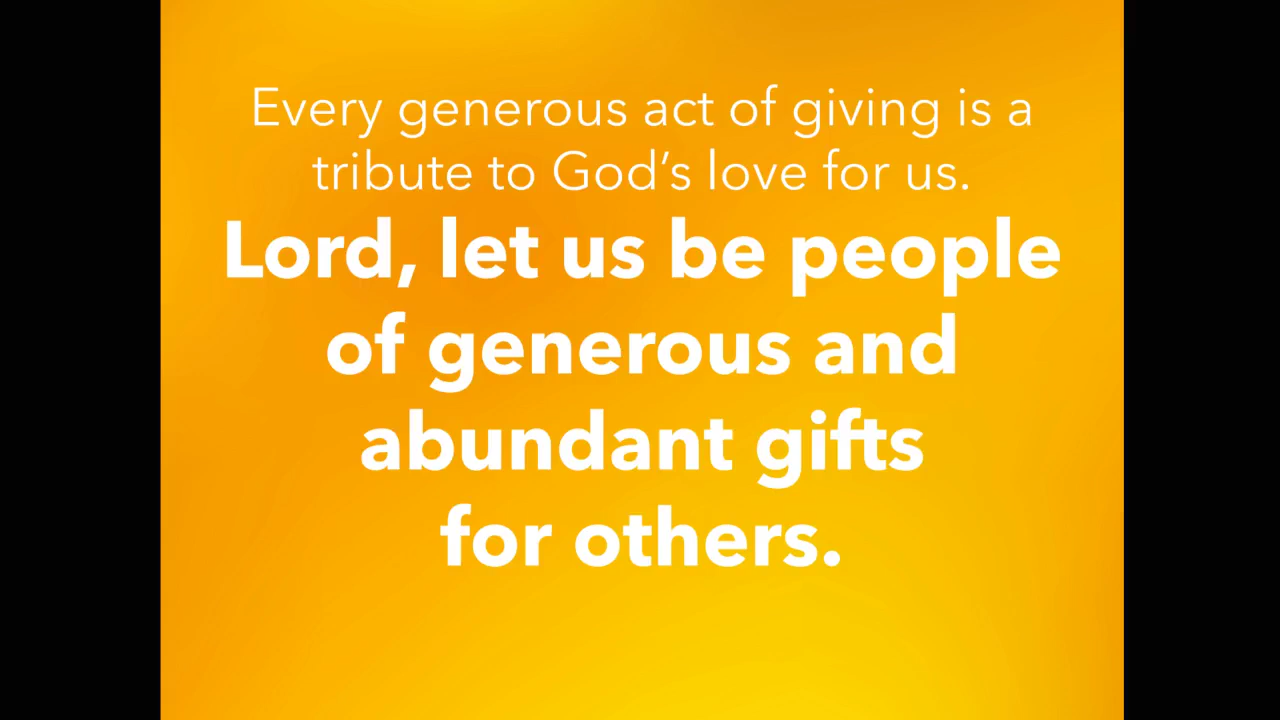 Every generous act of giving is a
tribute to God’s love for us.
Lord, let us be people
of generous and
abundant gifts
for others.